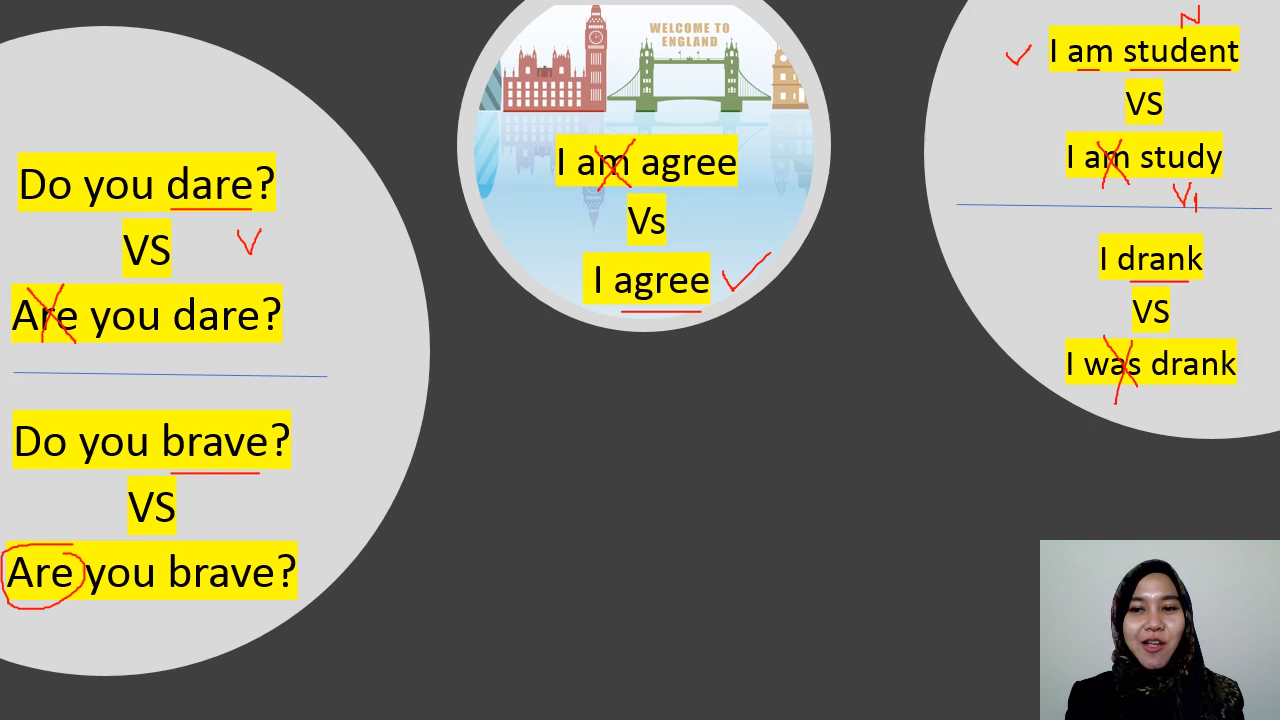 Do you dare?
VS
V
Are you dare?
Do you brave?
VS
Are you brave?
WELCOME TO
ENGLAND
I am agree
Vs
I agree
N
I am student
VS
I am study
V1
I drank
VS
I was drank